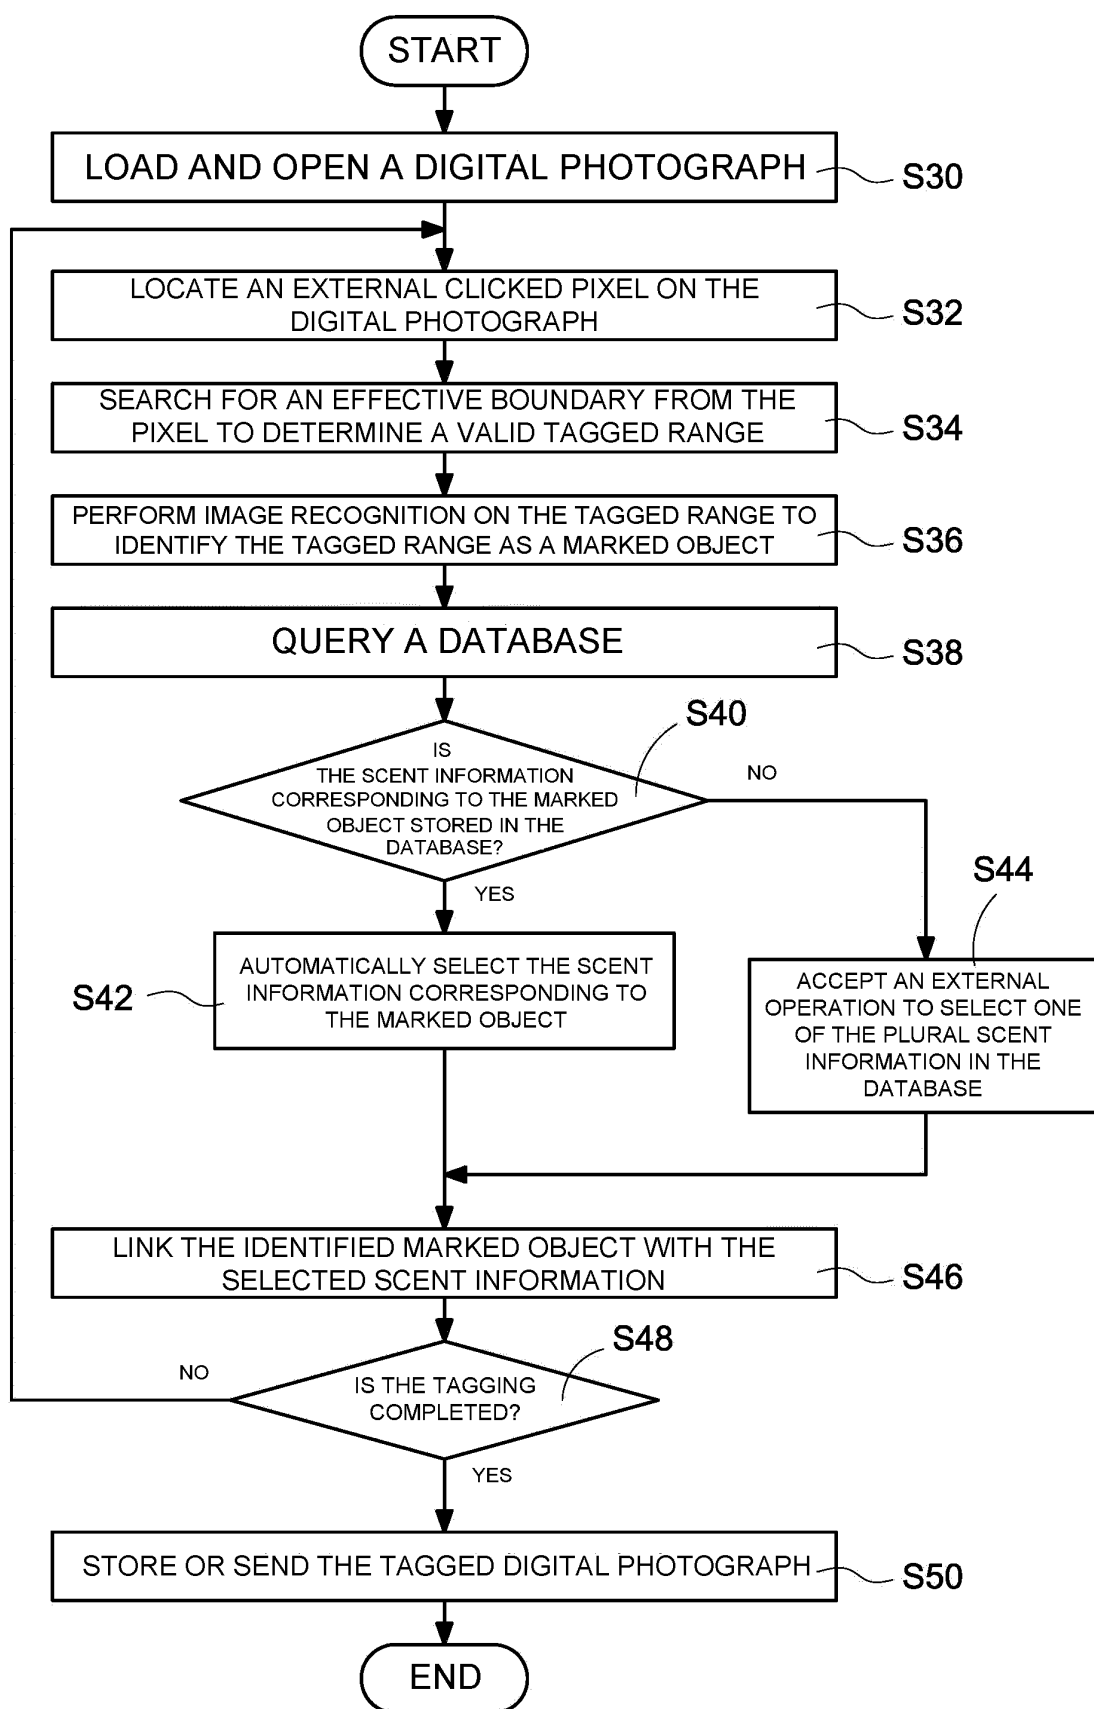 START
LOAD AND OPEN A DIGITAL PHOTOGRAPH
S30
LOCATE AN EXTERNAL CLICKED PIXEL ON THE
DIGITAL PHOTOGRAPH
S32
SEARCH FOR AN EFFECTIVE BOUNDARY FROM THE
PIXEL TO DETERMINE A VALID TAGGED RANGE
S34
PERFORM IMAGE RECOGNITION ON THE TAGGED RANGE TO
IDENTIFY THE TAGGED RANGE AS A MARKED OBJECT
S36
QUERY A DATABASE
S38
S40
IS
THE SCENT INFORMATION
CORRESPONDING TO THE MARKED
OBJECT STORED IN THE
DATABASE?
NO
YES
S42
AUTOMATICALLY SELECT THE SCENT
INFORMATION CORRESPONDING TO
THE MARKED OBJECT
S44
ACCEPT AN EXTERNAL
OPERATION TO SELECT ONE
OF THE PLURAL SCENT
INFORMATION IN THE
DATABASE
LINK THE IDENTIFIED MARKED OBJECT WITH THE
SELECTED SCENT INFORMATION
S46
S48
NO
IS THE TAGGING
COMPLETED?
YES
STORE OR SEND THE TAGGED DIGITAL PHOTOGRAPH
S50
END